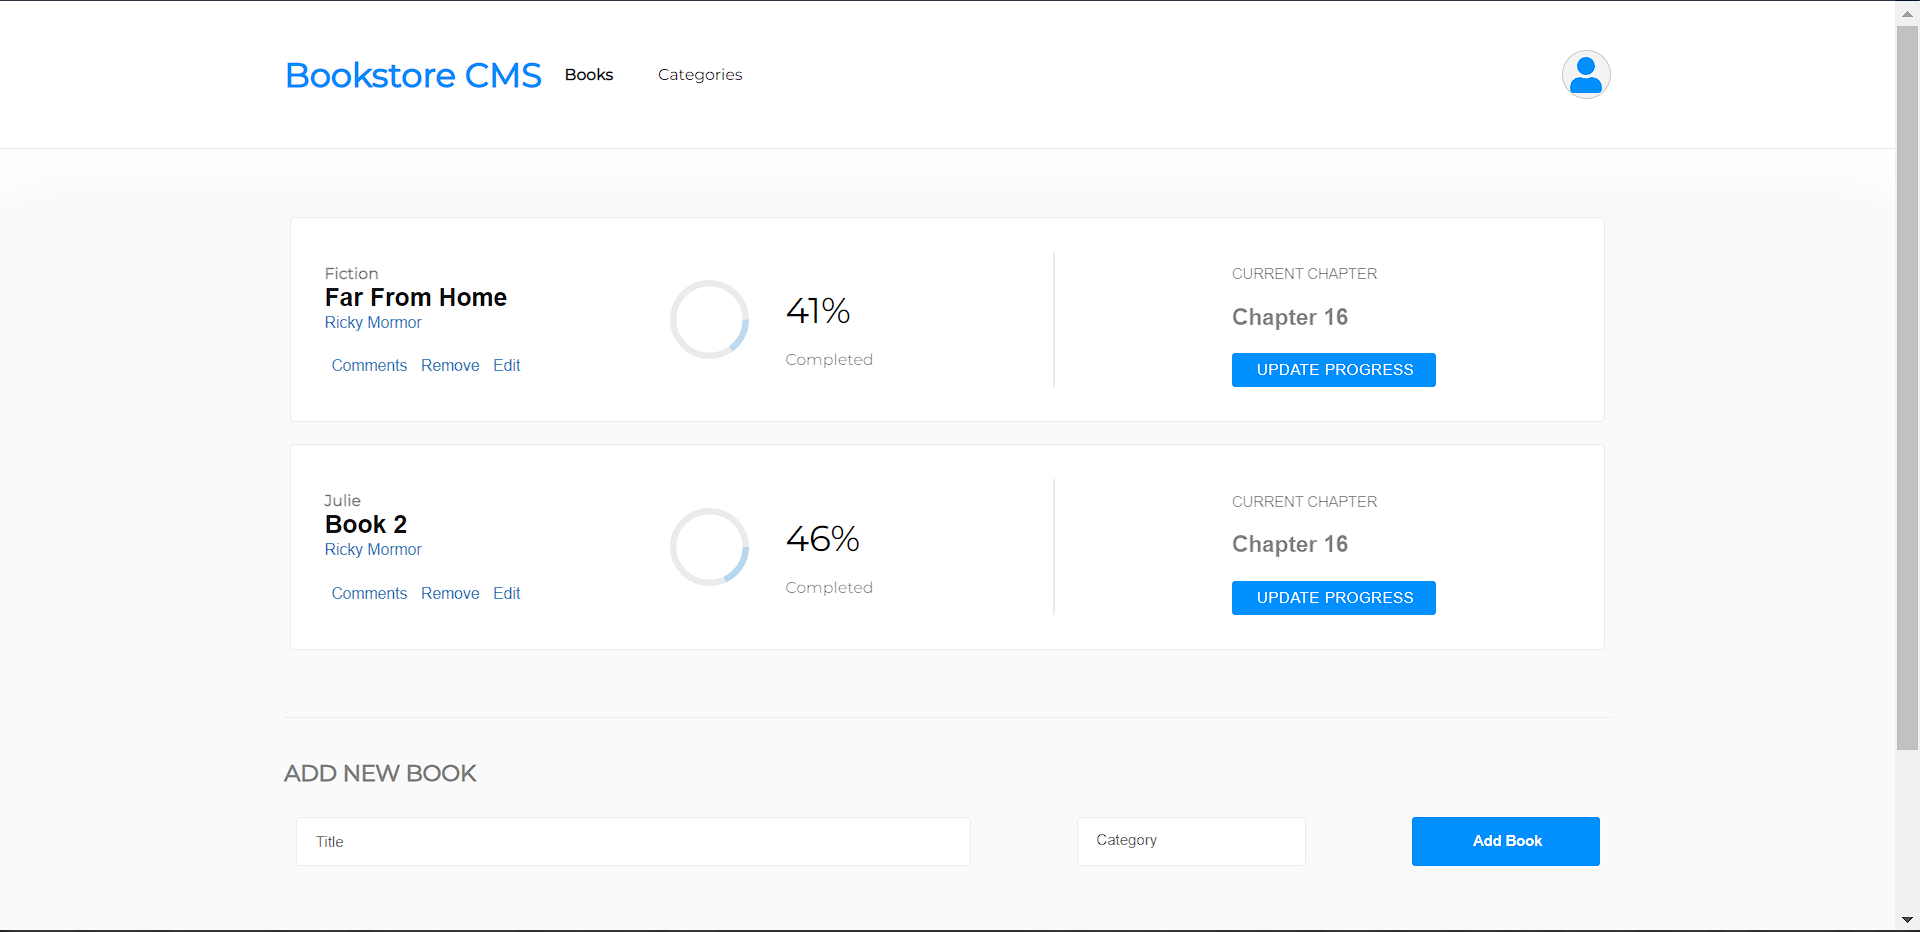 Bookstore CMS Books Categories
Fiction
Far From Home
Ricky Mormor
Comments Remove Edit
41%
Completed
CURRENT CHAPTER
Chapter 16
UPDATE PROGRESS
Julie
Book 2
Ricky Mormor
Comments Remove Edit
46%
Completed
CURRENT CHAPTER
Chapter 16
UPDATE PROGRESS
ADD NEW BOOK
Title Category Add Book